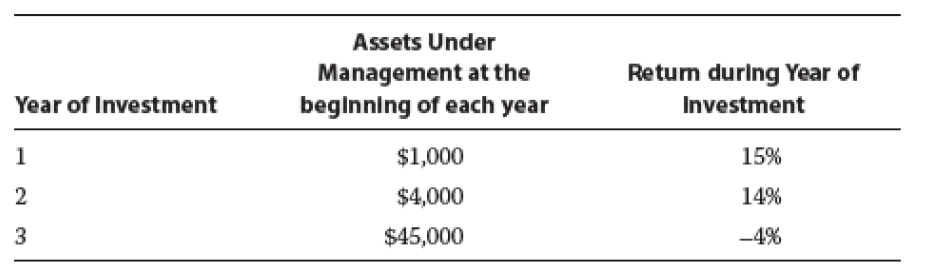 Assets Under
Management at the Return during Year of
Year of Investment beginning of each year Investment
1 $1,000 15%
2 $4,000 14%
3 $45,000 –4%